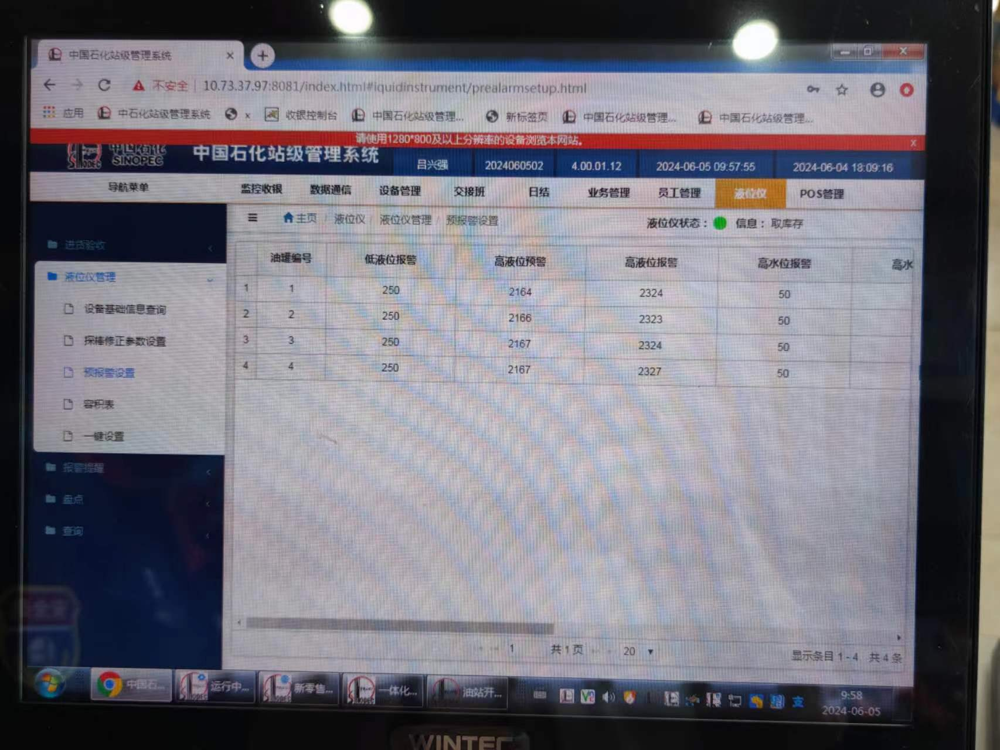 中国石化站级管理系统
不安全 10.73.37.97:8081/index.html#iquidinstrument/prealarmsetup.html
应用 中石化站级管理系统 x 收银控制台 中国石化站级管理... 新标签页 中国石化站级管理... 中国石化站级管理...
请使用1280*800及以上分辨率的设备浏览本网站。 x
中国石化 SINOPEC 中国石化站级管理系统 吕兴强 2024060502 4.00.01.12 2024-06-05 09:57:55 2024-06-04 18:09:16
导航菜单 监控收银 数据通信 设备管理 交接班 日结 业务管理 员工管理 液位仪 POS管理
主页 / 液位仪 / 液位仪管理 / 预报警设置 液位仪状态： 信息： 取库存
进货验收
液位仪管理
设备基础信息查询
探棒修正参数设置
预报警设置
容积表
一键设置
报警提醒
盘点
查询
油罐编号 低液位报警 高液位预警 高液位报警 高水位报警 高水
1 1 250 2164 2324 50
2 2 250 2166 2323 50
3 3 250 2167 2324 50
4 4 250 2167 2327 50
1 共 1 页 20 显示条目 1 - 4 共 4 条
中国石... 运行中... 新零售... 一体化... 油站开... 9:58
2024-06-05
WINTEC